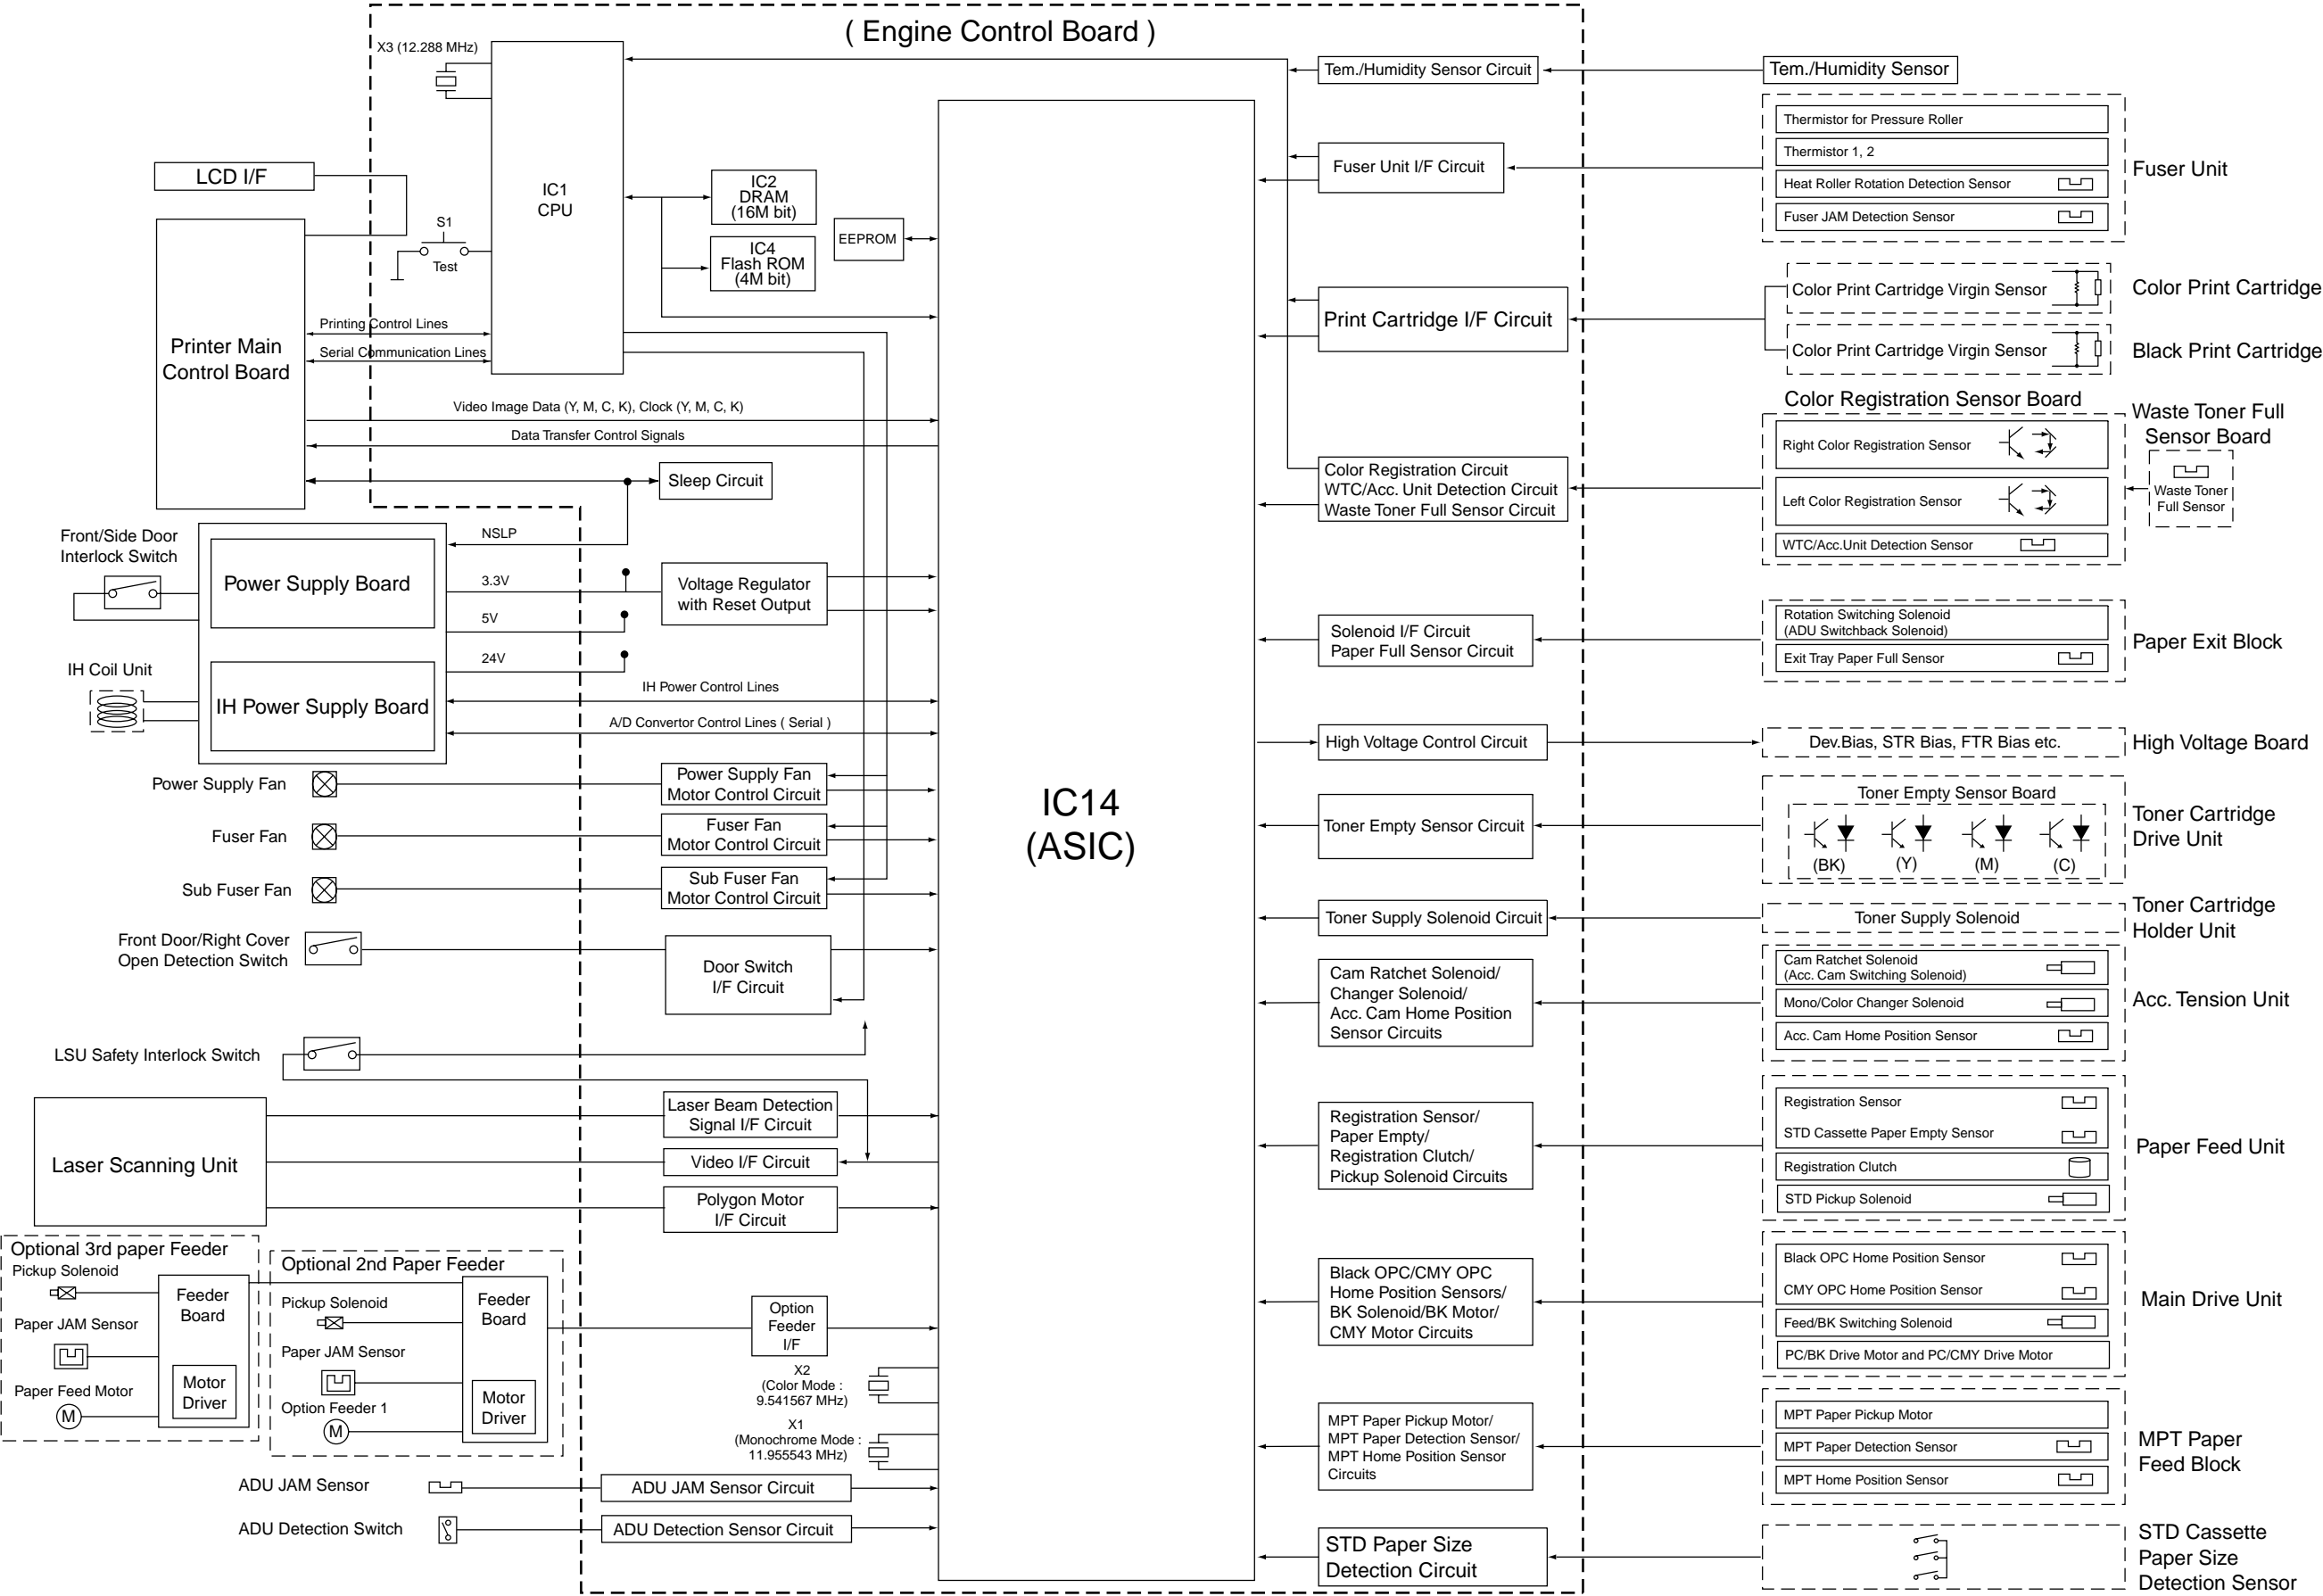 ( Engine Control Board )
X3 (12.288 MHz)
IC1
CPU
LCD I/F
S1
Test
IC2
DRAM
(16M bit)
IC4
Flash ROM
(4M bit)
EEPROM
Printer Main
Control Board
Printing Control Lines
Serial Communication Lines
Video Image Data (Y, M, C, K), Clock (Y, M, C, K)
Data Transfer Control Signals
Sleep Circuit
NSLP
Front/Side Door
Interlock Switch
Power Supply Board
3.3V
5V
24V
Voltage Regulator
with Reset Output
IH Coil Unit
IH Power Supply Board
IH Power Control Lines
A/D Convertor Control Lines ( Serial )
Power Supply Fan
Power Supply Fan
Motor Control Circuit
Fuser Fan
Fuser Fan
Motor Control Circuit
Sub Fuser Fan
Sub Fuser Fan
Motor Control Circuit
Front Door/Right Cover
Open Detection Switch
Door Switch
I/F Circuit
LSU Safety Interlock Switch
Laser Scanning Unit
Laser Beam Detection
Signal I/F Circuit
Video I/F Circuit
Polygon Motor
I/F Circuit
Optional 3rd paper Feeder
Pickup Solenoid
Paper JAM Sensor
Paper Feed Motor
M
Feeder
Board
Motor
Driver
Optional 2nd Paper Feeder
Pickup Solenoid
Paper JAM Sensor
Option Feeder 1
M
Feeder
Board
Motor
Driver
Option
Feeder
I/F
X2
(Color Mode :
9.541567 MHz)
X1
(Monochrome Mode :
11.955543 MHz)
ADU JAM Sensor
ADU JAM Sensor Circuit
ADU Detection Switch
ADU Detection Sensor Circuit
IC14
(ASIC)
Tem./Humidity Sensor Circuit
Tem./Humidity Sensor
Fuser Unit I/F Circuit
Thermistor for Pressure Roller
Thermistor 1, 2
Heat Roller Rotation Detection Sensor
Fuser JAM Detection Sensor
Fuser Unit
Print Cartridge I/F Circuit
Color Print Cartridge Virgin Sensor
Color Print Cartridge
Color Print Cartridge Virgin Sensor
Black Print Cartridge
Color Registration Sensor Board
Color Registration Circuit
WTC/Acc. Unit Detection Circuit
Waste Toner Full Sensor Circuit
Right Color Registration Sensor
Left Color Registration Sensor
WTC/Acc.Unit Detection Sensor
Waste Toner Full
Sensor Board
Waste Toner
Full Sensor
Solenoid I/F Circuit
Paper Full Sensor Circuit
Rotation Switching Solenoid
(ADU Switchback Solenoid)
Exit Tray Paper Full Sensor
Paper Exit Block
High Voltage Control Circuit
Dev.Bias, STR Bias, FTR Bias etc.
High Voltage Board
Toner Empty Sensor Circuit
Toner Empty Sensor Board
(BK)
(Y)
(M)
(C)
Toner Cartridge
Drive Unit
Toner Supply Solenoid Circuit
Toner Supply Solenoid
Toner Cartridge
Holder Unit
Cam Ratchet Solenoid/
Changer Solenoid/
Acc. Cam Home Position
Sensor Circuits
Cam Ratchet Solenoid
(Acc. Cam Switching Solenoid)
Mono/Color Changer Solenoid
Acc. Cam Home Position Sensor
Acc. Tension Unit
Registration Sensor/
Paper Empty/
Registration Clutch/
Pickup Solenoid Circuits
Registration Sensor
STD Cassette Paper Empty Sensor
Registration Clutch
STD Pickup Solenoid
Paper Feed Unit
Black OPC/CMY OPC
Home Position Sensors/
BK Solenoid/BK Motor/
CMY Motor Circuits
Black OPC Home Position Sensor
CMY OPC Home Position Sensor
Feed/BK Switching Solenoid
PC/BK Drive Motor and PC/CMY Drive Motor
Main Drive Unit
MPT Paper Pickup Motor/
MPT Paper Detection Sensor/
MPT Home Position Sensor
Circuits
MPT Paper Pickup Motor
MPT Paper Detection Sensor
MPT Home Position Sensor
MPT Paper
Feed Block
STD Paper Size
Detection Circuit
STD Cassette
Paper Size
Detection Sensor